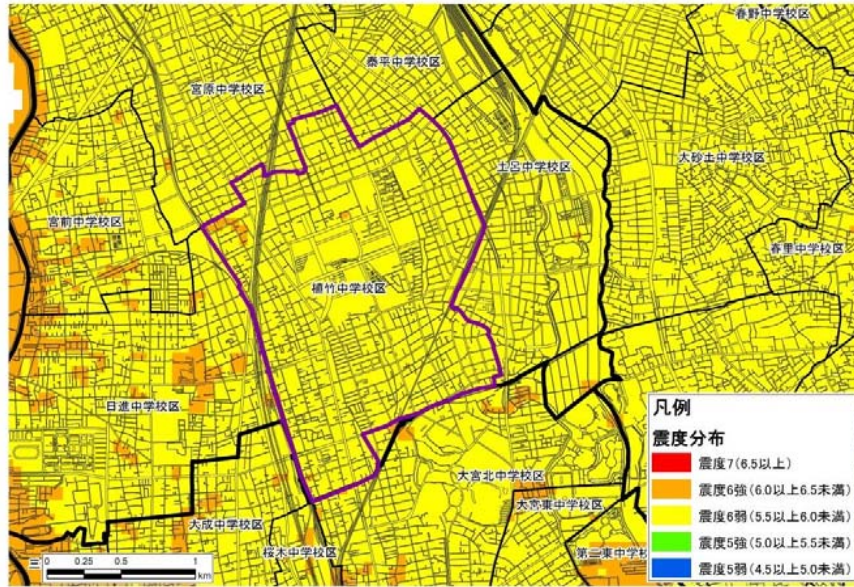 春野中学校区
泰平中学校区
宮原中学校区
土呂中学校区
大砂土中学校区
宮前中学校区
春里中学校区
植竹中学校区
日進中学校区
大宮北中学校区
大宮東中学校区
大成中学校区
桜木中学校区
第二東中学校
凡例
震度分布
震度7(6.5以上)
震度6強(6.0以上6.5未満)
震度6弱(5.5以上6.0未満)
震度5強(5.0以上5.5未満)
震度5弱(4.5以上5.0未満)
0 0.25 0.5 1
km